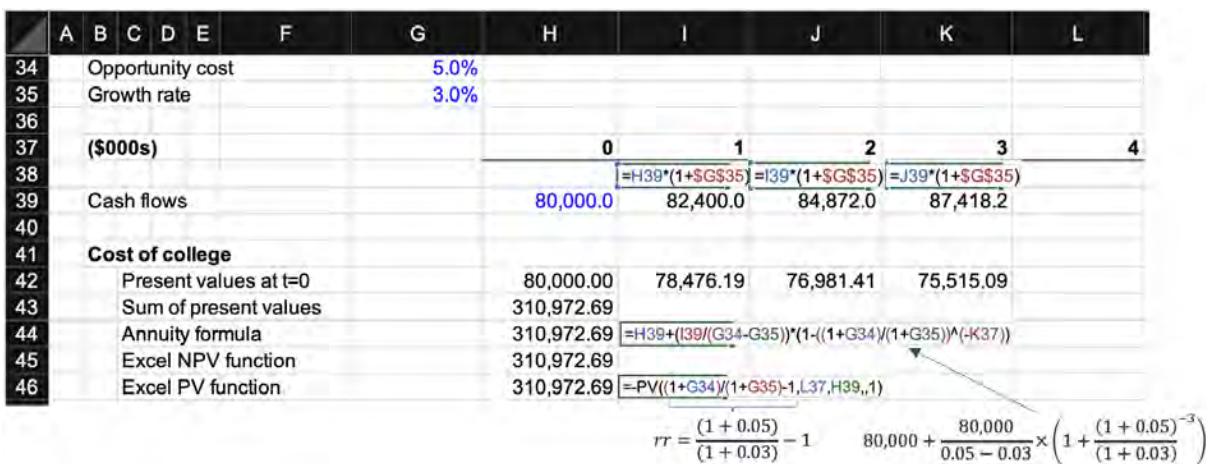 A B C D E F G H I J K L
34 Opportunity cost 5.0%
35 Growth rate 3.0%
36
37 ($000s) 0 1 2 3 4
38 =H39*(1+$G$35) =I39*(1+$G$35) =J39*(1+$G$35)
39 Cash flows 80,000.0 82,400.0 84,872.0 87,418.2
40
41 Cost of college
42 Present values at t=0 80,000.00 78,476.19 76,981.41 75,515.09
43 Sum of present values 310,972.69
44 Annuity formula 310,972.69 =H39+(I39/(G34-G35))*(1-((1+G34)/(1+G35))^(-K37))
45 Excel NPV function 310,972.69
46 Excel PV function 310,972.69 =-PV((1+G34)/(1+G35)-1,L37,H39,,1)
rr = (1 + 0.05)/(1 + 0.03) − 1 80,000 + 80,000/(0.05 − 0.03) × (1 + (1 + 0.05)⁻³/(1 + 0.03))